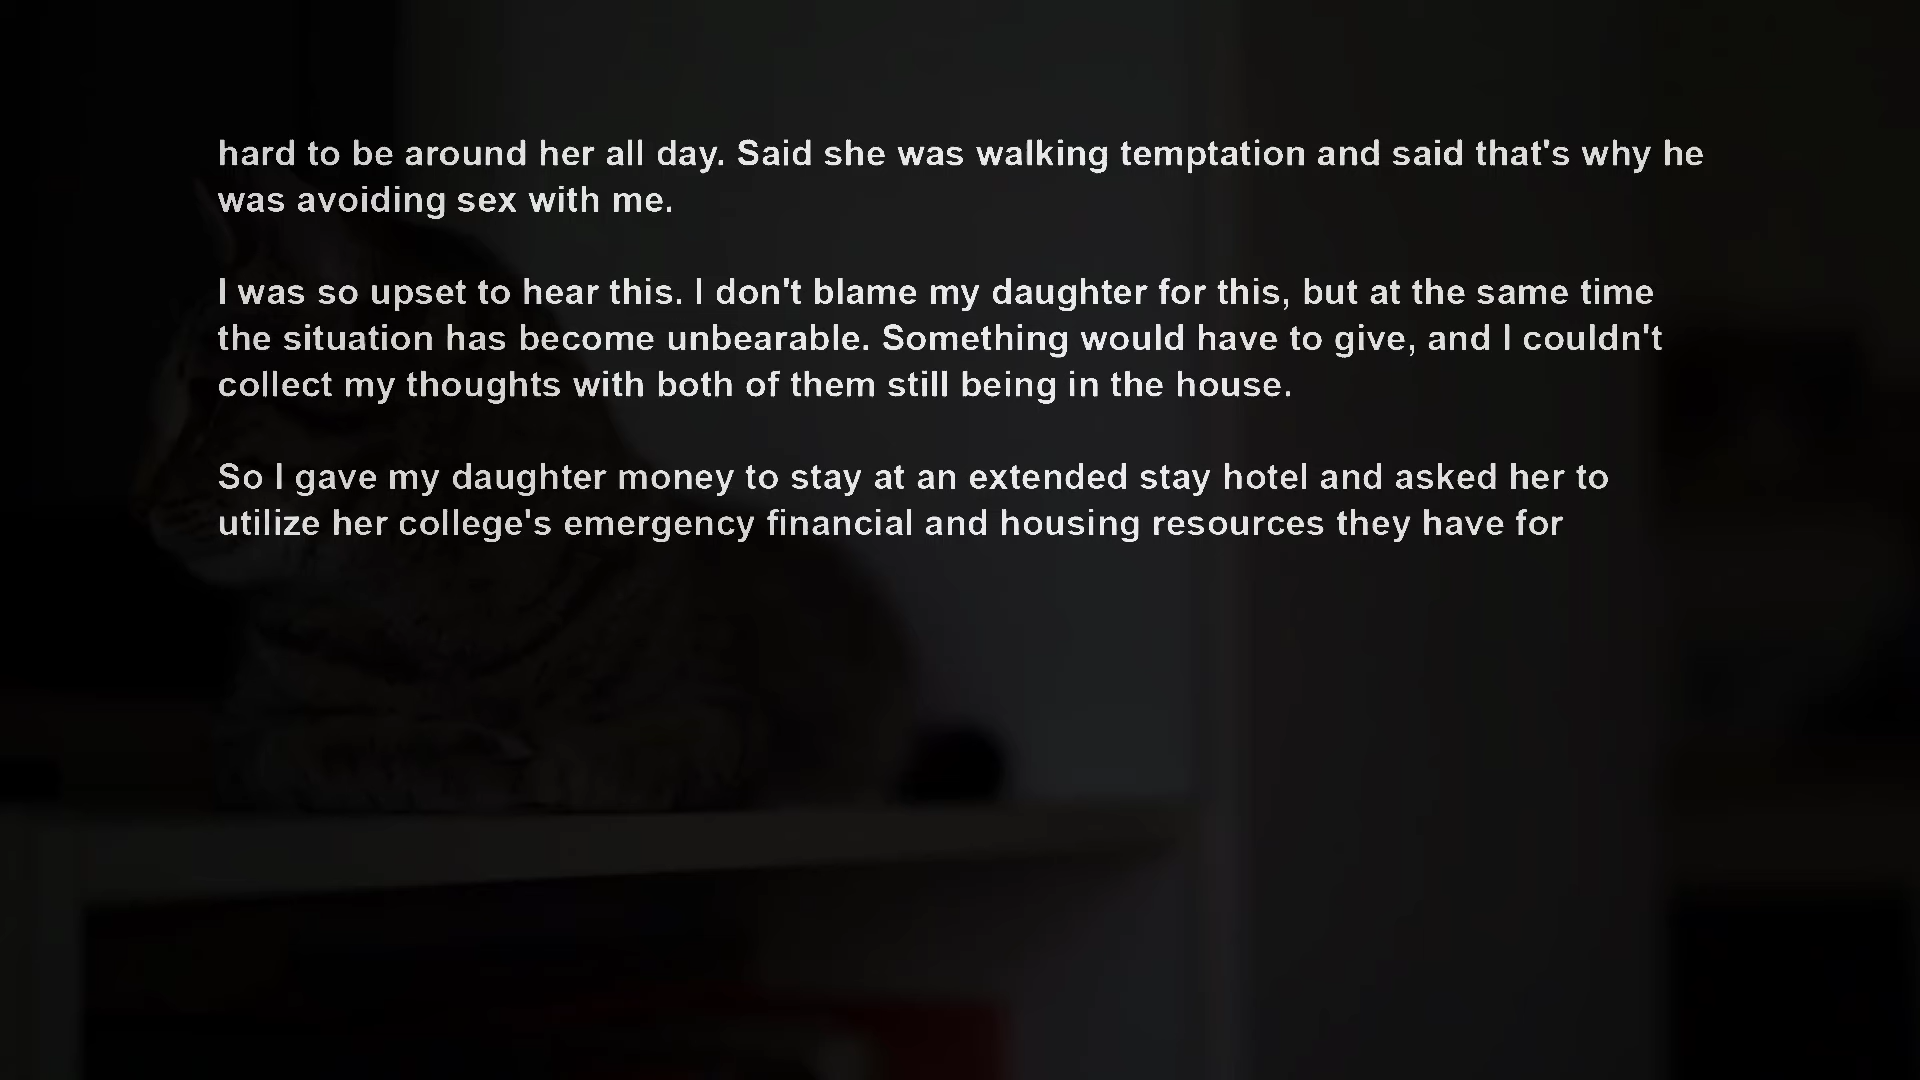 hard to be around her all day. Said she was walking temptation and said that's why he
was avoiding sex with me.
I was so upset to hear this. I don't blame my daughter for this, but at the same time
the situation has become unbearable. Something would have to give, and I couldn't
collect my thoughts with both of them still being in the house.
So I gave my daughter money to stay at an extended stay hotel and asked her to
utilize her college's emergency financial and housing resources they have for